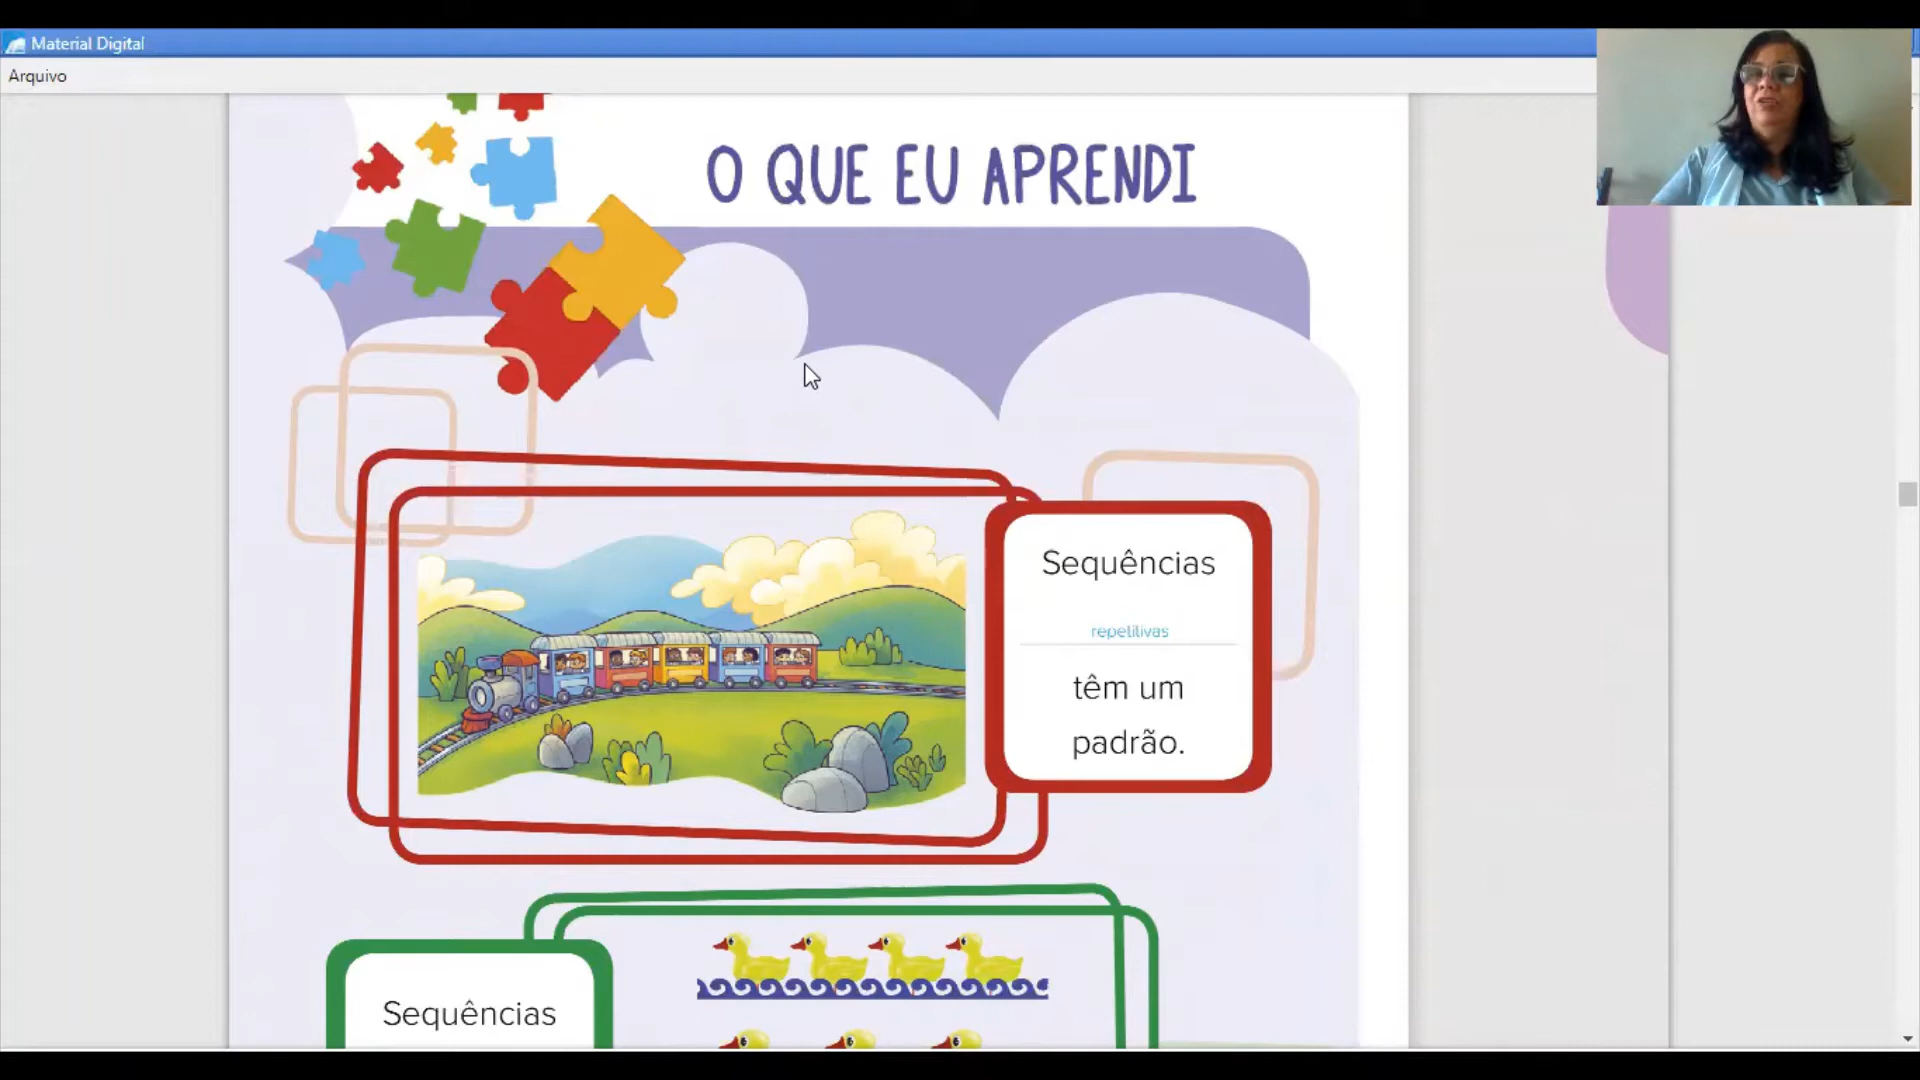 Material Digital
Arquivo
O QUE EU APRENDI
Sequências
repetitivas
têm um
padrão.
Sequências